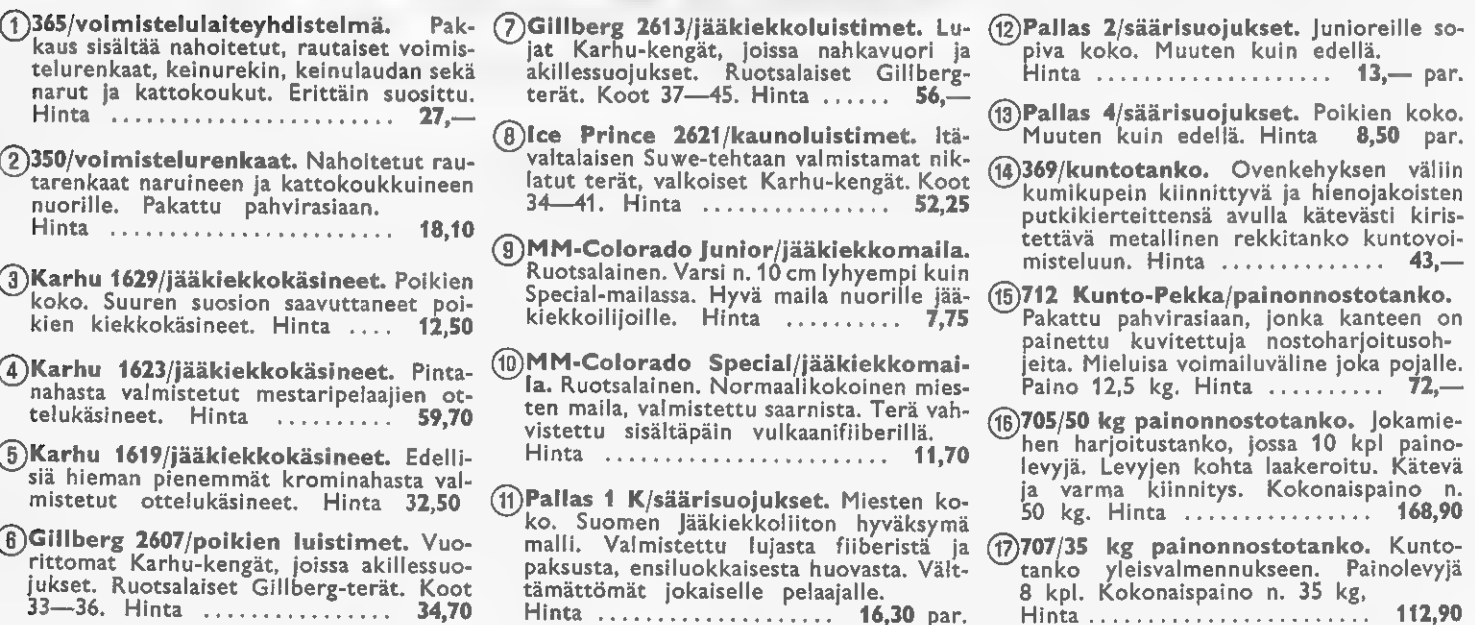 ①365/voimistelulaiteyhdistelmä. Pak-
kaus sisältää nahoitetut, rautaiset voimis-
telurenkaat, keinurekin, keinulaudan sekä
narut ja kattokoukut. Erittäin suosittu.
Hinta ........................ 27,—
②350/voimistelurenkaat. Nahoitetut rau-
tarenkaat naruineen ja kattokoukkuineen
nuorille. Pakattu pahvirasiaan.
Hinta ........................ 18,10
③Karhu 1629/jääkiekkokäsineet. Poikien
koko. Suuren suosion saavuttaneet poi-
kien kiekkokäsineet. Hinta .... 12,50
④Karhu 1623/jääkiekkokäsineet. Pinta-
nahasta valmistetut mestaripelaajien ot-
telukäsineet. Hinta .......... 59,70
⑤Karhu 1619/jääkiekkokäsineet. Edelli-
siä hieman pienemmät krominahasta val-
mistetut ottelukäsineet. Hinta 32,50
⑥Gillberg 2607/poikien luistimet. Vuo-
rittomat Karhu-kengät, joissa akillessuo-
jukset. Ruotsalaiset Gillberg-terät. Koot
33—36. Hinta ................ 34,70
⑦Gillberg 2613/jääkiekkoluistimet. Lu-
jat Karhu-kengät, joissa nahkavuori ja
akillessuojukset. Ruotsalaiset Gillberg-
terät. Koot 37—45. Hinta ...... 56,—
⑧Ice Prince 2621/kaunoluistimet. Itä-
valtalaisen Suwe-tehtaan valmistamat nik-
latut terät, valkoiset Karhu-kengät. Koot
34—41. Hinta ................ 52,25
⑨MM-Colorado Junior/jääkiekkomaila.
Ruotsalainen. Varsi n. 10 cm lyhyempi kuin
Special-mailassa. Hyvä maila nuorille jää-
kiekkoilijoille. Hinta .......... 7,75
⑩MM-Colorado Special/jääkiekkomai-
la. Ruotsalainen. Normaalikokoinen mies-
ten maila, valmistettu saarnista. Terä vah-
vistettu sisältäpäin vulkaanifiiberillä.
Hinta ........................ 11,70
⑪Pallas 1 K/säärisuojukset. Miesten ko-
ko. Suomen Jääkiekkoliiton hyväksymä
malli. Valmistettu lujasta fiiberistä ja
paksusta, ensiluokkaisesta huovasta. Vält-
tämättömät jokaiselle pelaajalle.
Hinta .................... 16,30 par.
⑫Pallas 2/säärisuojukset. Junioreille so-
piva koko. Muuten kuin edellä.
Hinta .................... 13,— par.
⑬Pallas 4/säärisuojukset. Poikien koko.
Muuten kuin edellä. Hinta 8,50 par.
⑭369/kuntotanko. Ovenkehyksen väliin
kumikupein kiinnittyvä ja hienojakoisten
putkikierteittensä avulla kätevästi kiris-
tettävä metallinen rekkitanko kuntovoi-
misteluun. Hinta .............. 43,—
⑮712 Kunto-Pekka/painonnostotanko.
Pakattu pahvirasiaan, jonka kanteen on
painettu kuvitettuja nostoharjoitusoh-
jeita. Mieluisa voimailuväline joka pojalle.
Paino 12,5 kg. Hinta .......... 72,—
⑯705/50 kg painonnostotanko. Jokamie-
hen harjoitustanko, jossa 10 kpl paino-
levyjä. Levyjen kohta laakeroitu. Kätevä
ja varma kiinnitys. Kokonaispaino n.
50 kg. Hinta ................ 168,90
⑰707/35 kg painonnostotanko. Kunto-
tanko yleisvalmennukseen. Painolevyjä
8 kpl. Kokonaispaino n. 35 kg,
Hinta ........................ 112,90